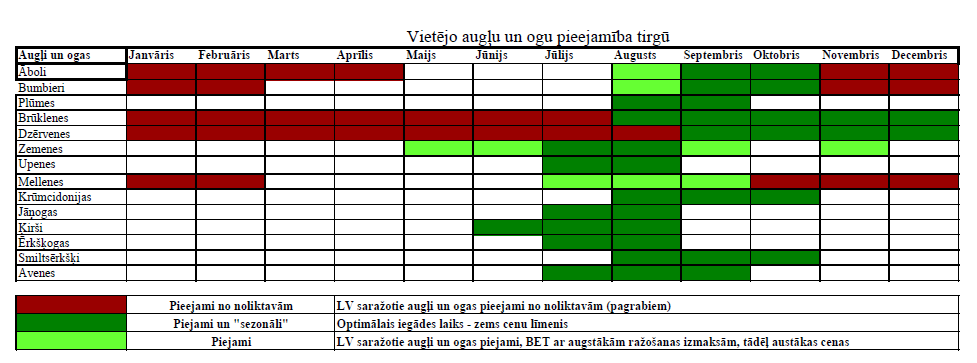 Vietējo augļu un ogu pieejamība tirgū
Augļi un ogas Janvāris Februāris Marts Aprīlis Maijs Jūnijs Jūlijs Augusts Septembris Oktobris Novembris Decembris
Āboli
Bumbieri
Plūmes
Brūklenes
Dzērvenes
Zemenes
Upenes
Mellenes
Krūmcidonijas
Jāņogas
Ķirši
Ērkšķogas
Smiltsērkšķi
Avenes
Pieejami no noliktavām LV saražotie augļi un ogas pieejami no noliktavām (pagrabiem)
Piejami un "sezonāli" Optimālais iegādes laiks - zems cenu līmenis
Piejami LV saražotie augļi un ogas piejami, BET ar augstākām ražošanas izmaksām, tādēļ austākas cenas